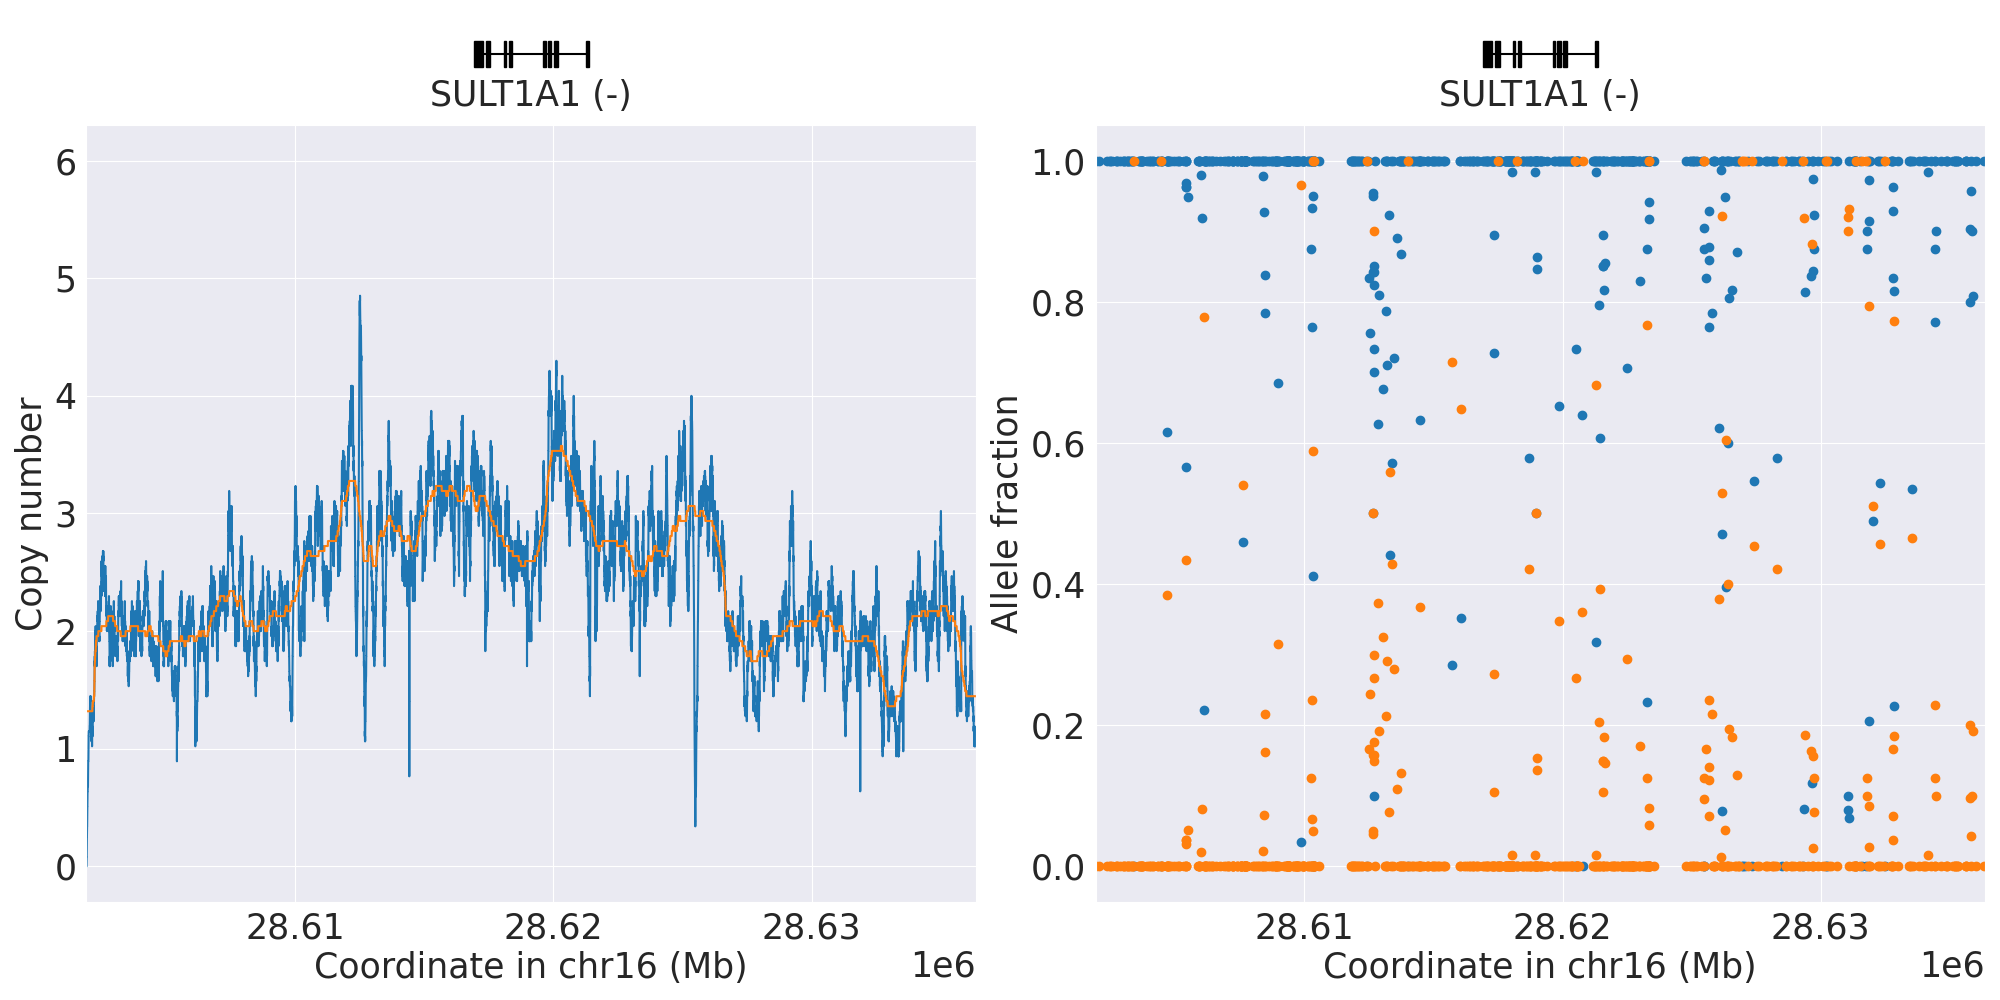 SULT1A1 (-)
Copy number
6
5
4
3
2
1
0
28.61
28.62
28.63
Coordinate in chr16 (Mb)
1e6
SULT1A1 (-)
Allele fraction
1.0
0.8
0.6
0.4
0.2
0.0
28.61
28.62
28.63
Coordinate in chr16 (Mb)
1e6